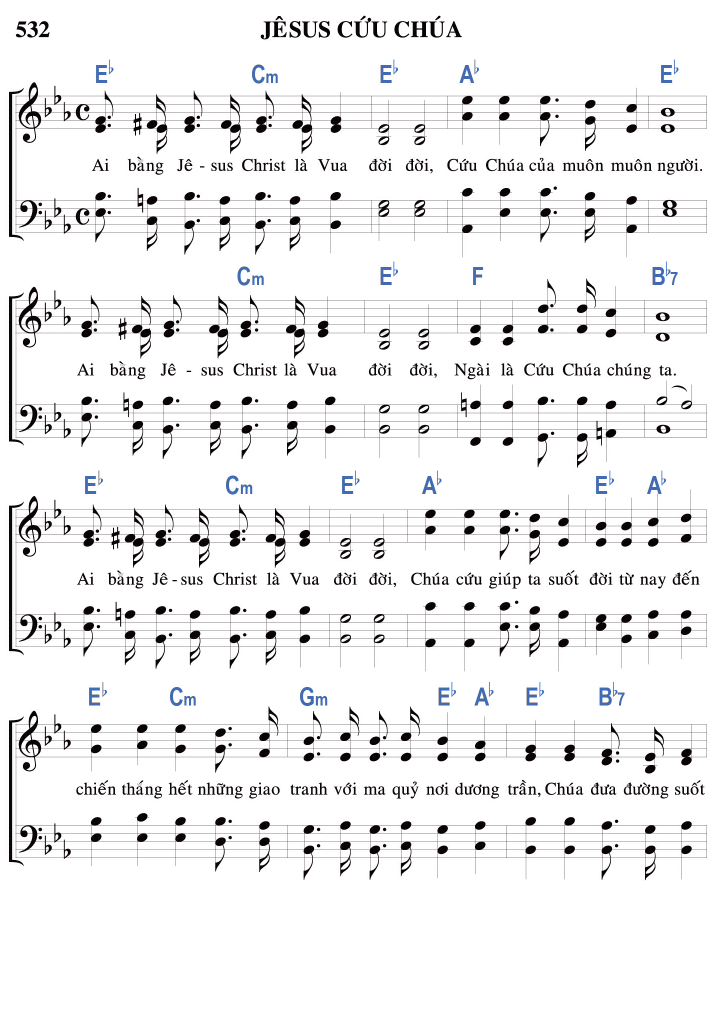 532 JÊSUS CỨU CHÚA
E♭ Cm E♭ A♭ E♭
Ai bằng Jê - sus Christ là Vua đời đời, Cứu Chúa của muôn muôn người.
Cm E♭ F B♭7
Ai bằng Jê - sus Christ là Vua đời đời, Ngài là Cứu Chúa chúng ta.
E♭ Cm E♭ A♭ E♭ A♭
Ai bằng Jê - sus Christ là Vua đời đời, Chúa cứu giúp ta suốt đời từ nay đến
E♭ Cm Gm E♭ A♭ E♭ B♭7
chiến tháng hết những giao tranh với ma quỷ nơi dương trần, Chúa đưa đường suốt